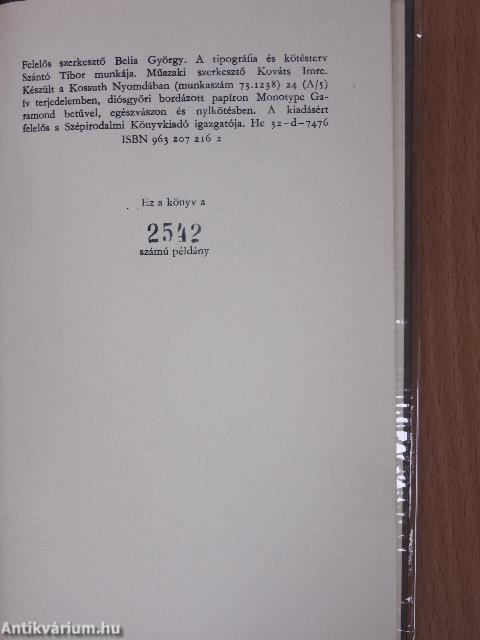 Felelős szerkesztő Belia György. A tipográfia és kötésterv
Szántó Tibor munkája. Műszaki szerkesztő Kováts Imre.
Készült a Kossuth Nyomdában (munkaszám 73.1238) 24 (A/5)
ív terjedelemben, diósgyőri bordázott papíron Monotype Ga-
ramond betűvel, egészvászon és nylkötésben. A kiadásért
felelős a Szépirodalmi Könyvkiadó igazgatója. He 32-d-7476
ISBN 963 207 216 2
Ez a könyv a
2542
számú példány
Antikvárium.hu